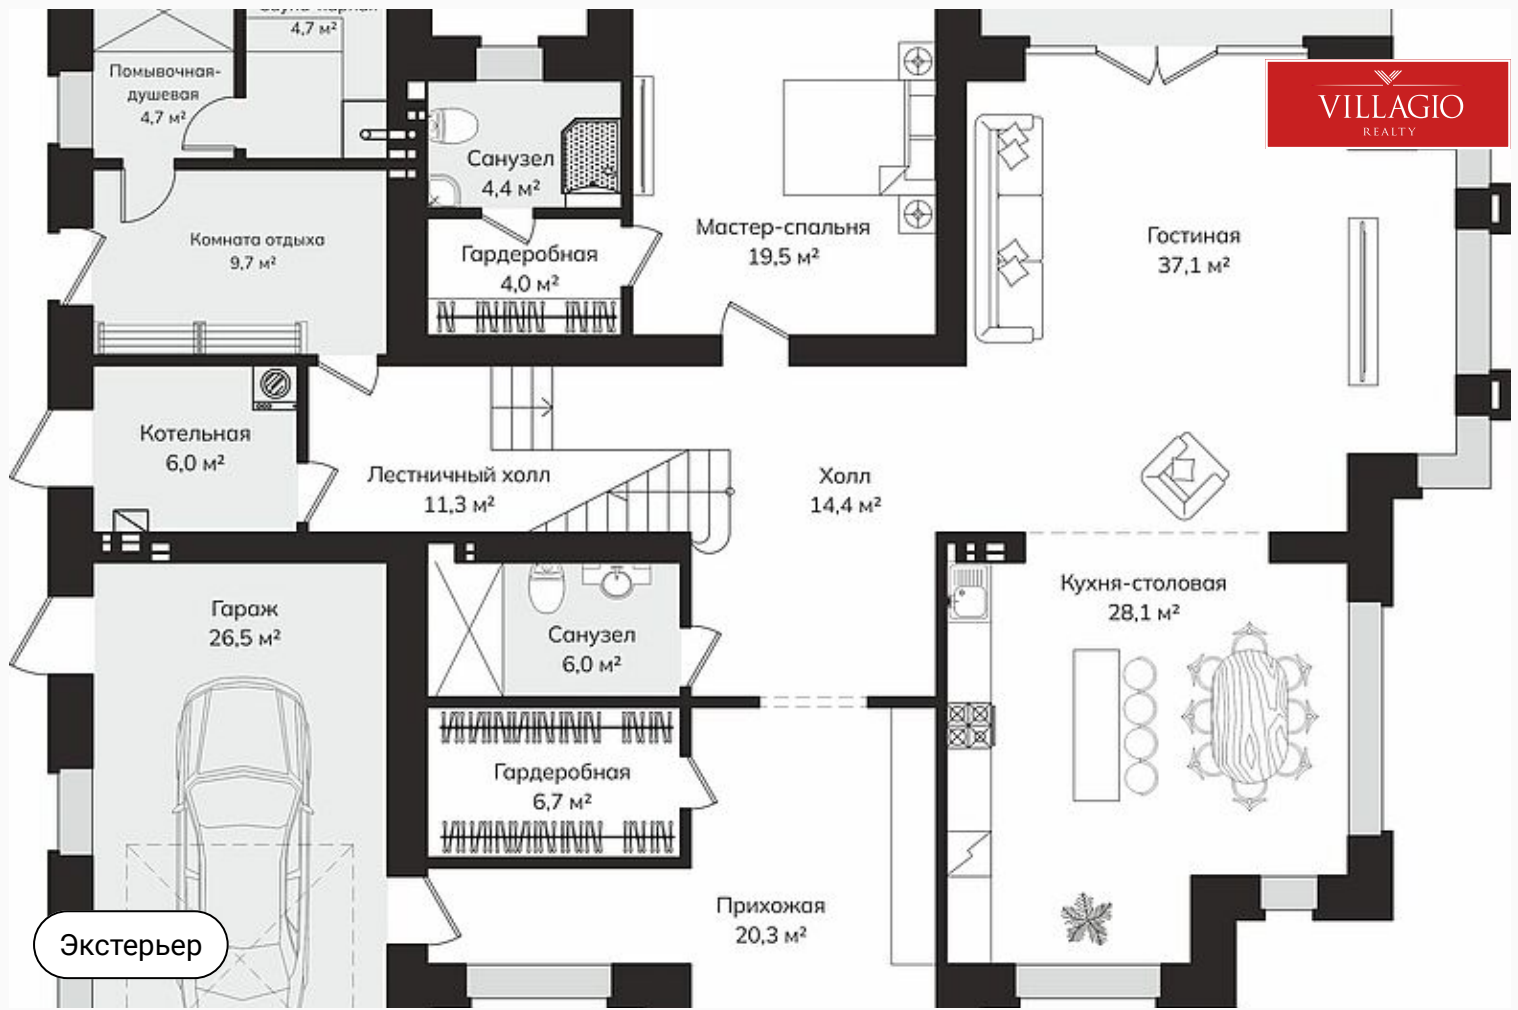 4.7 м²
Помывочная-
душевая
4,7 м²
VILLAGIO
REALTY
Санузел
4,4 м²
Комната отдыха
9,7 м²
Гардеробная
4,0 м²
Мастер-спальня
19,5 м²
Гостиная
37,1 м²
Котельная
6,0 м²
Лестничный холл
11,3 м²
Холл
14,4 м²
Гараж
26,5 м²
Санузел
6,0 м²
Кухня-столовая
28,1 м²
Гардеробная
6,7 м²
Прихожая
20,3 м²
Экстерьер